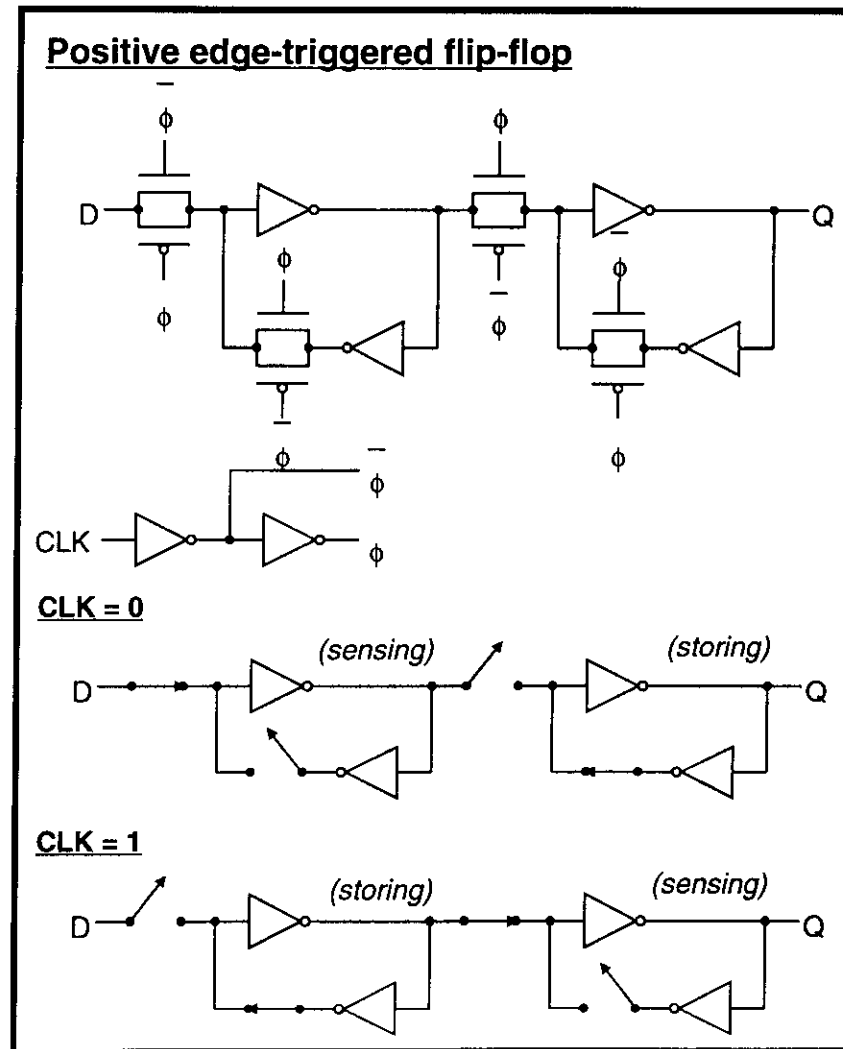 Positive edge-triggered flip-flop
ϕ̅ ϕ
D Q
ϕ ϕ̅
ϕ ϕ̅
ϕ̅ ϕ
ϕ̅
CLK ϕ
CLK = 0
(sensing) (storing)
D Q
CLK = 1
(storing) (sensing)
D Q